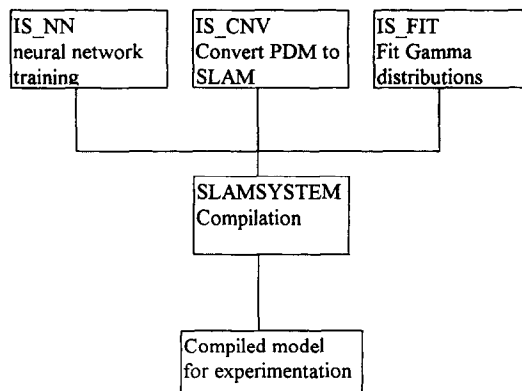 IS_NN
neural network
training
IS_CNV
Convert PDM to
SLAM
IS_FIT
Fit Gamma
distributions
SLAMSYSTEM
Compilation
Compiled model
for experimentation